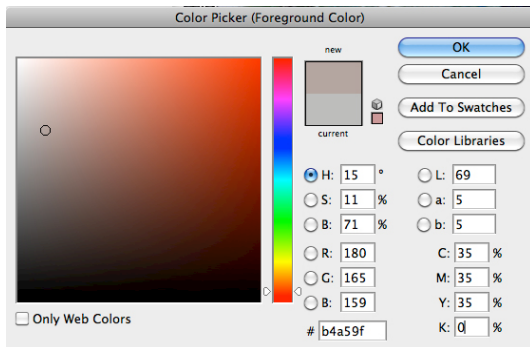 Color Picker (Foreground Color)
new
current
OK
Cancel
Add To Swatches
Color Libraries
H: 15 °
S: 11 %
B: 71 %
R: 180
G: 165
B: 159
# b4a59f
L: 69
a: 5
b: 5
C: 35 %
M: 35 %
Y: 35 %
K: 0 %
Only Web Colors